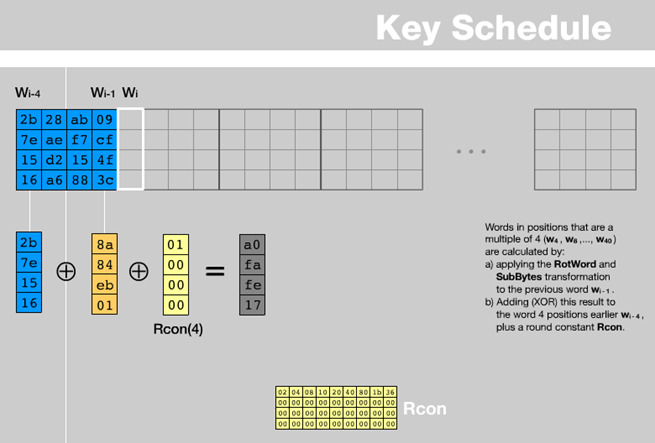 Key Schedule
Wi-4 Wi-1 Wi
2b 28 ab 09
7e ae f7 cf
15 d2 15 4f
16 a6 88 3c
...
2b ⊕ 8a ⊕ 01 = a0
7e 84 00 fa
15 eb 00 fe
16 01 00 17
Rcon(4)
Words in positions that are a
multiple of 4 (w4, w8,..., w40)
are calculated by:
a) applying the RotWord and
SubBytes transformation
to the previous word wi-1.
b) Adding (XOR) this result to
the word 4 positions earlier wi-4,
plus a round constant Rcon.
02 04 08 10 20 40 80 1b 36
00 00 00 00 00 00 00 00 00
00 00 00 00 00 00 00 00 00
00 00 00 00 00 00 00 00 00
Rcon